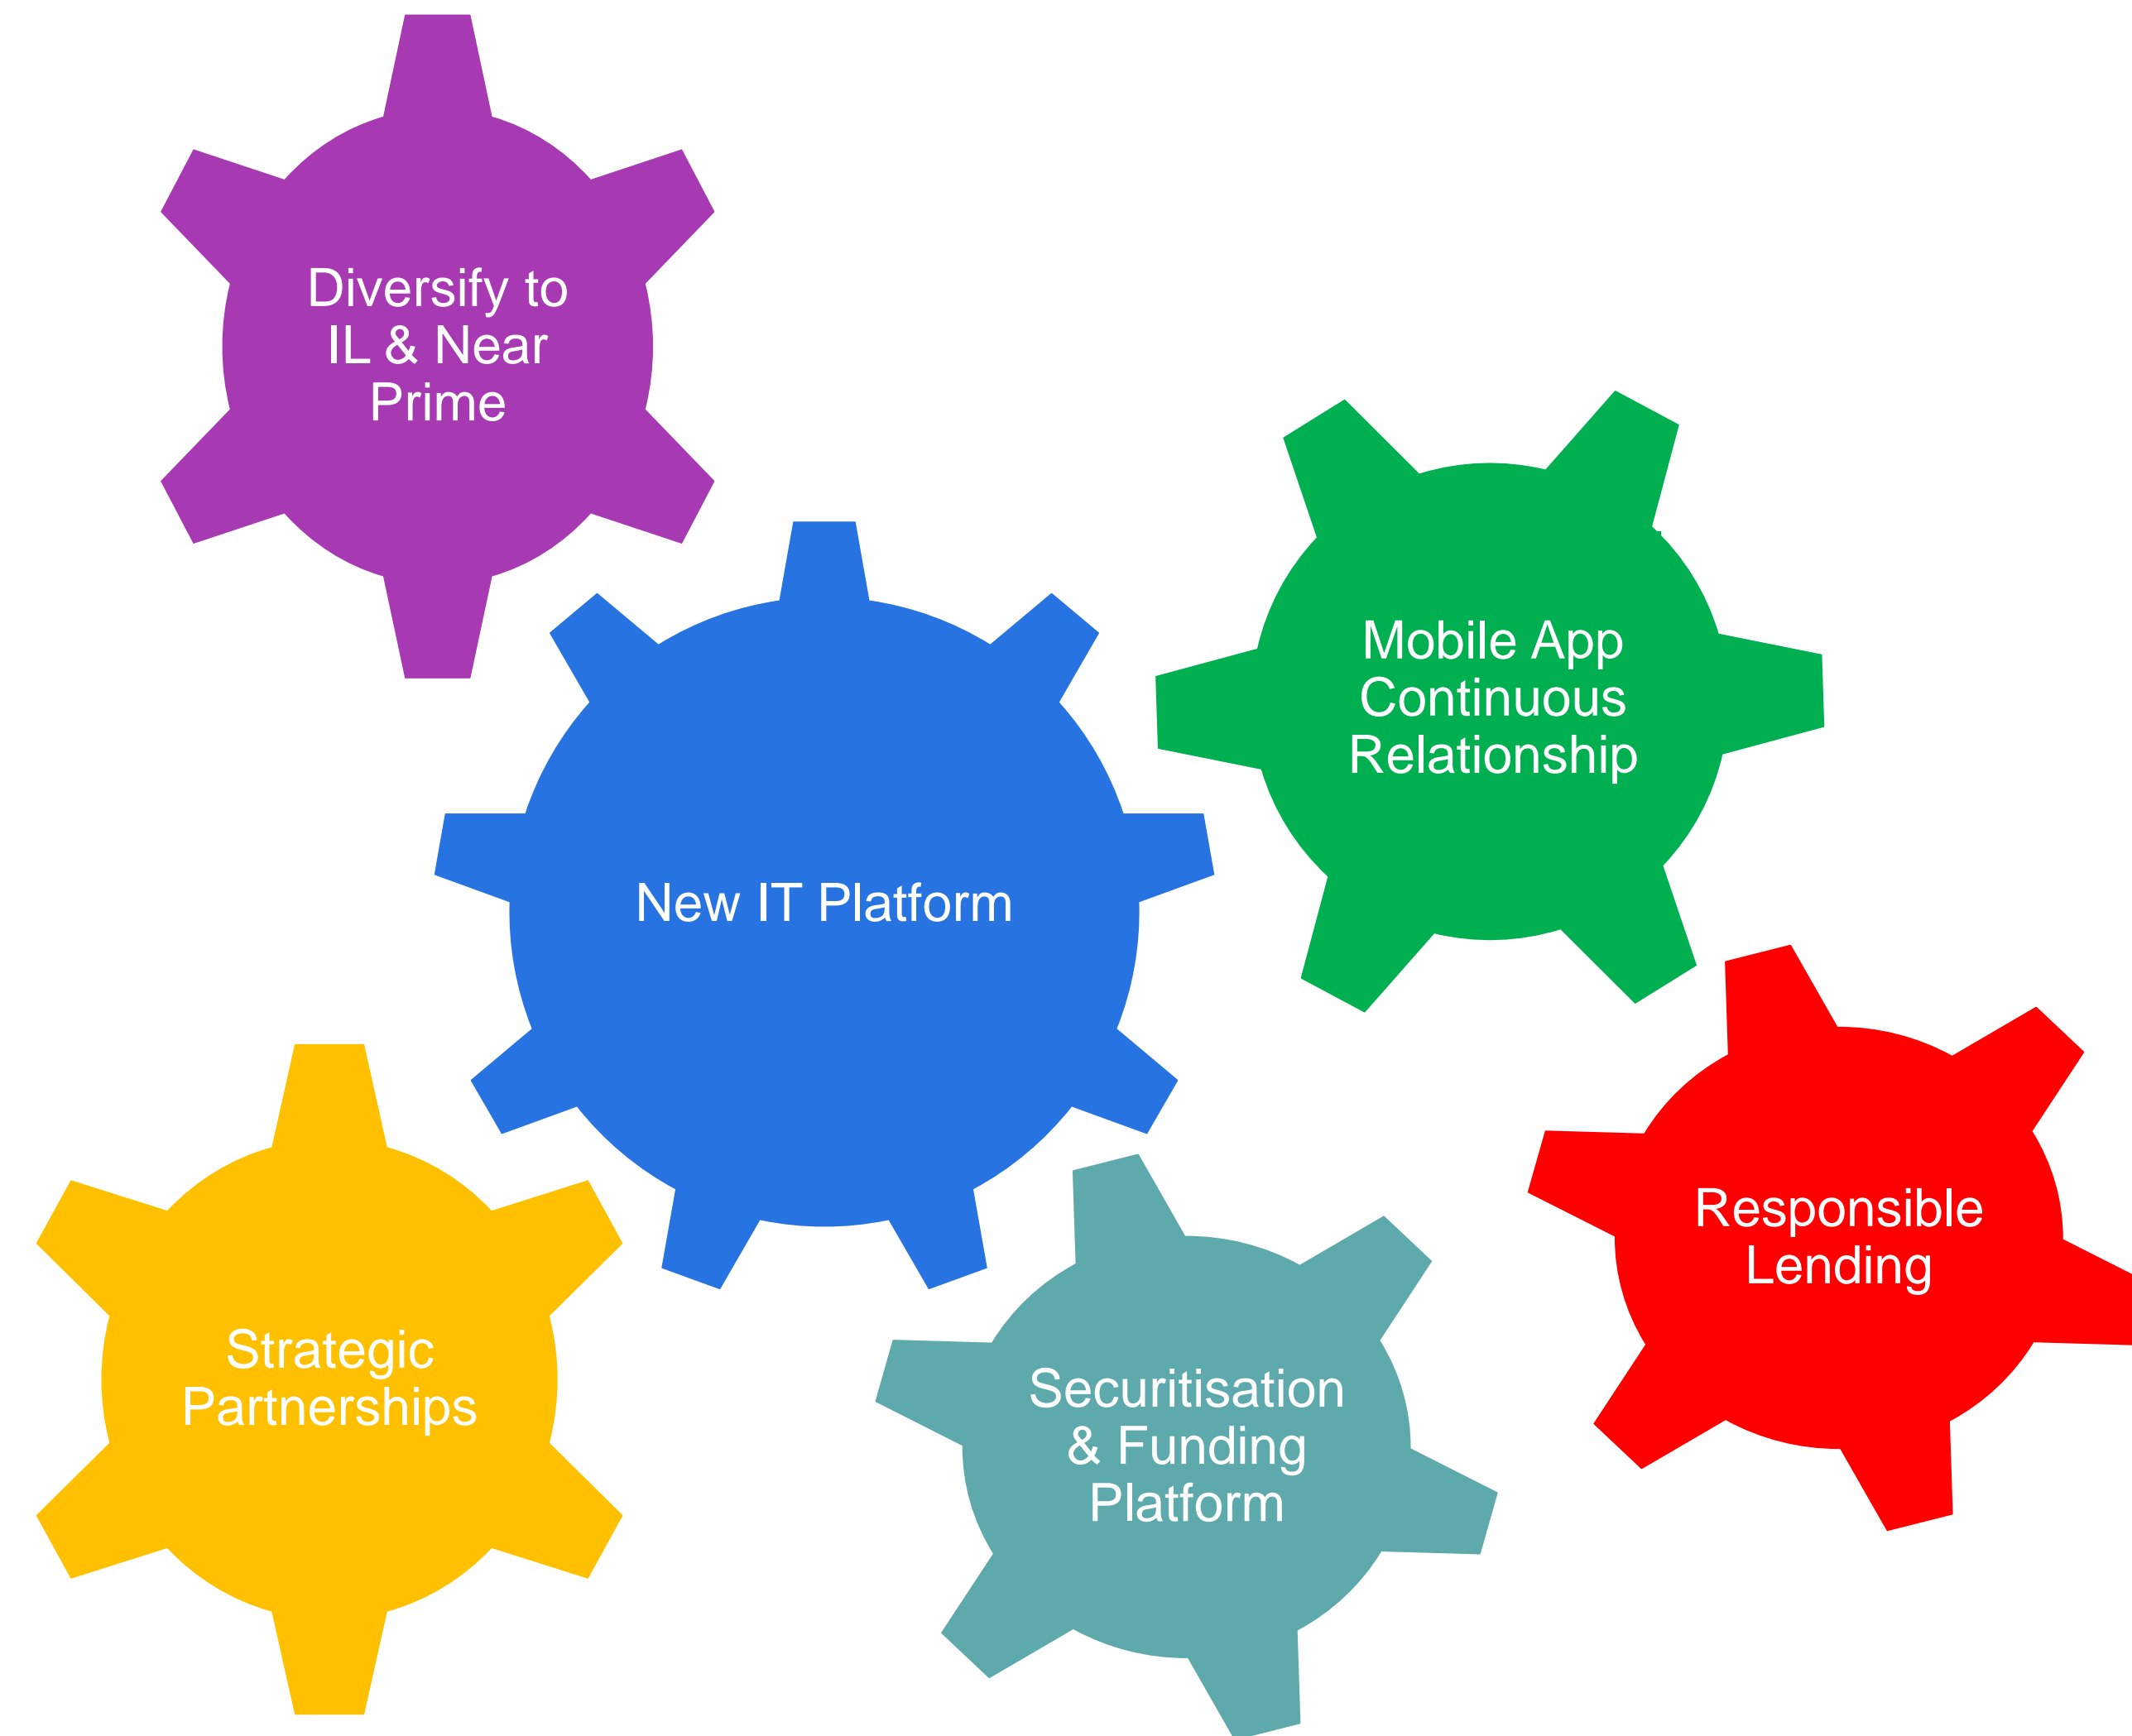 Diversify to
IL & Near
Prime
Mobile App
Continuous
Relationship
New IT Platform
Responsible
Lending
Strategic
Partnerships
Securitisation
& Funding
Platform